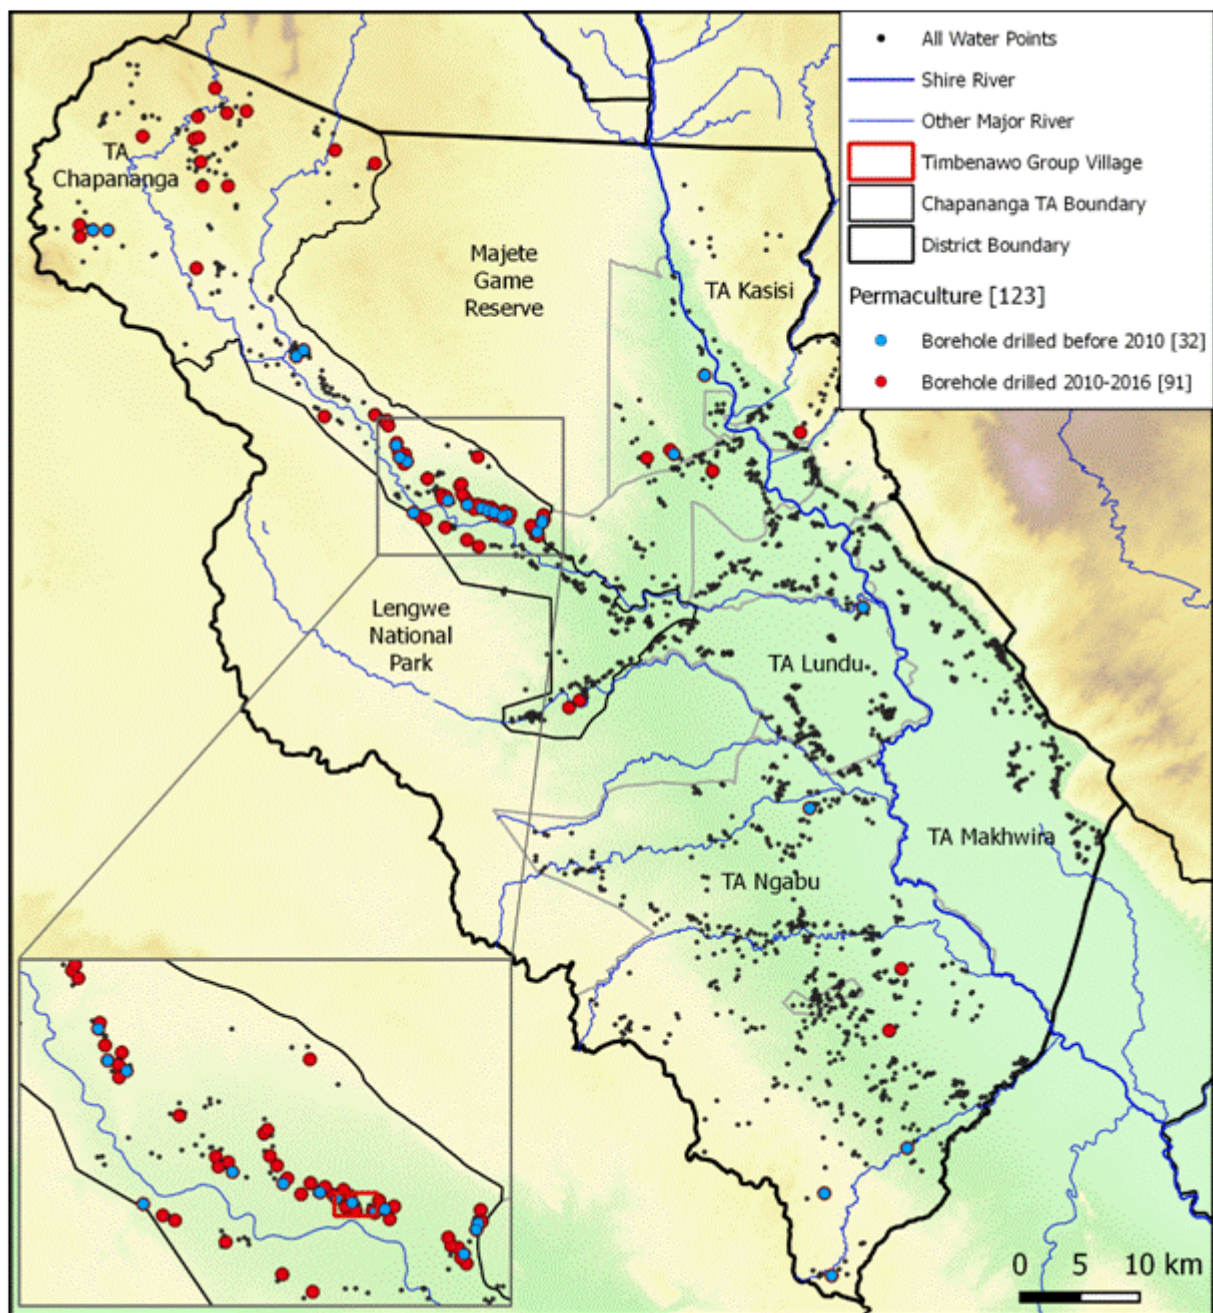 All Water Points
Shire River
Other Major River
Timbenawo Group Village
Chapananga TA Boundary
District Boundary
Permaculture [123]
Borehole drilled before 2010 [32]
Borehole drilled 2010-2016 [91]
TA
Chapananga
Majete
Game
Reserve
TA Kasisi
Lengwe
National
Park
TA Lundu
TA Makhwira
TA Ngabu
0 5 10 km